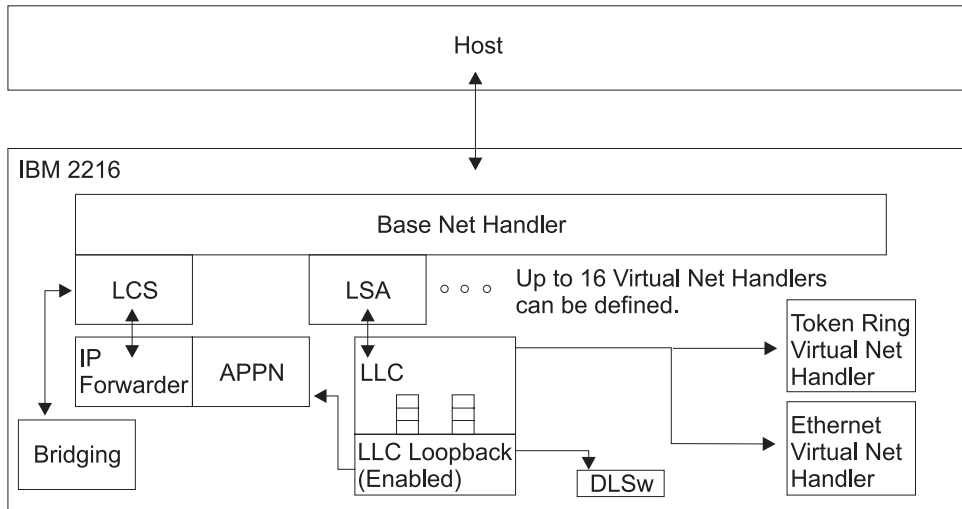 Host
IBM 2216
Base Net Handler
LCS
LSA
Up to 16 Virtual Net Handlers
can be defined.
IP
Forwarder
APPN
LLC
Token Ring
Virtual Net
Handler
Bridging
LLC Loopback
(Enabled)
DLSw
Ethernet
Virtual Net
Handler